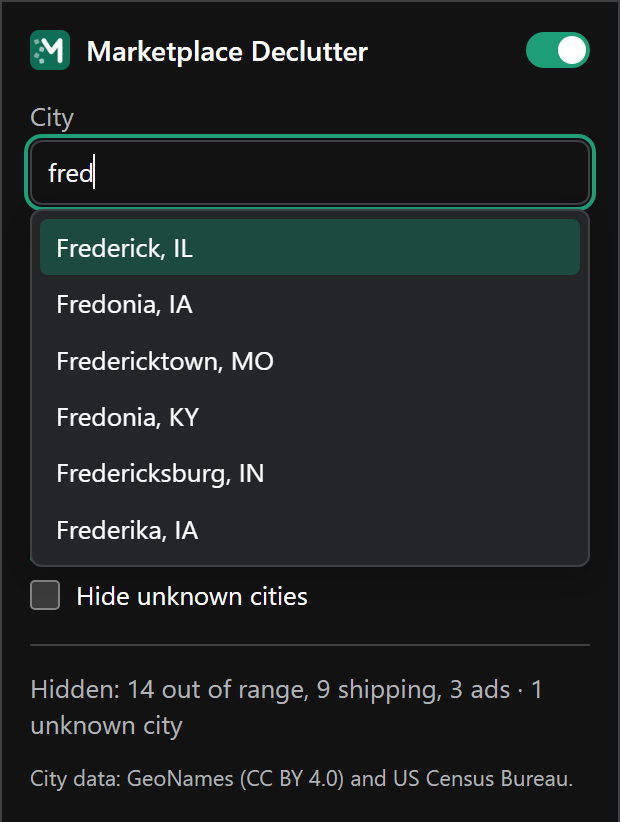 Marketplace Declutter
City
fred
Frederick, IL
Fredonia, IA
Fredericktown, MO
Fredonia, KY
Fredericksburg, IN
Frederika, IA
Hide unknown cities
Hidden: 14 out of range, 9 shipping, 3 ads · 1
unknown city
City data: GeoNames (CC BY 4.0) and US Census Bureau.